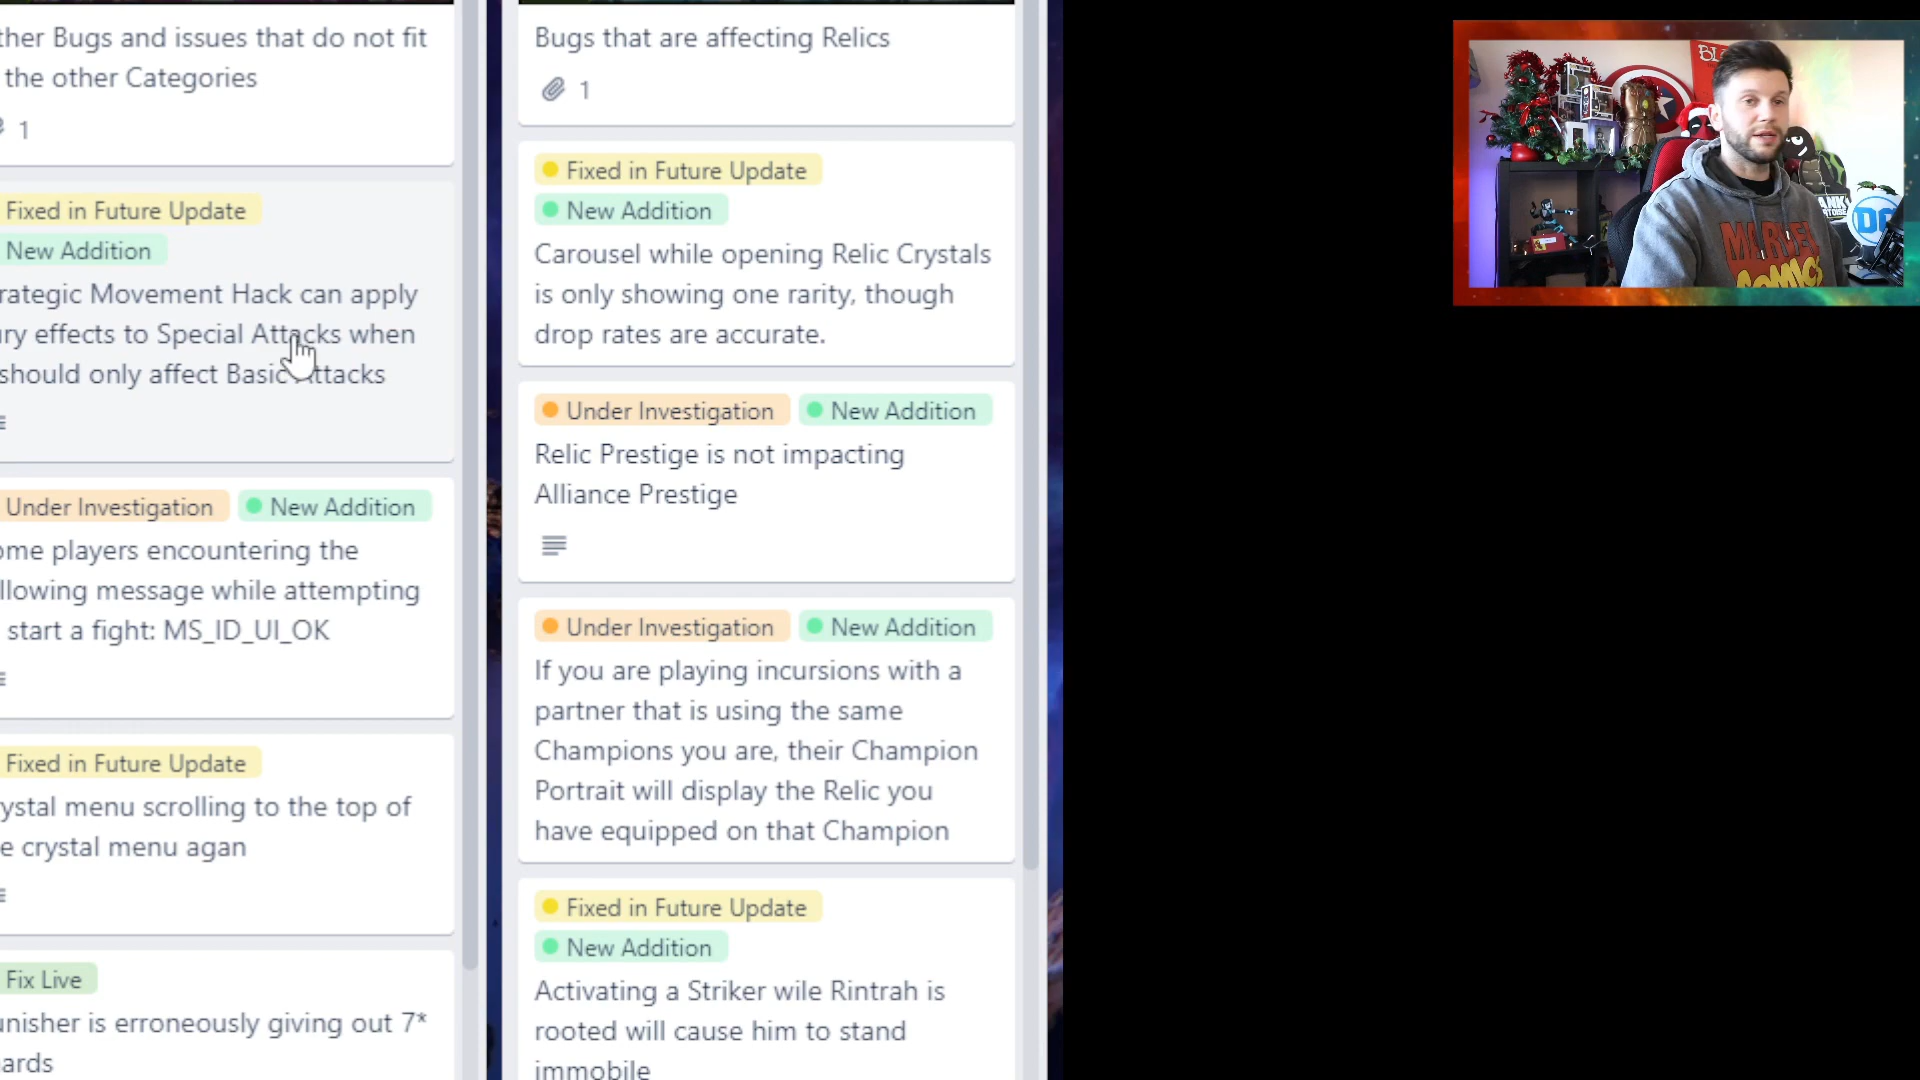 ther Bugs and issues that do not fit
the other Categories
1
Fixed in Future Update
New Addition
rategic Movement Hack can apply
ury effects to Special Attacks when
should only affect Basic Attacks
Under Investigation New Addition
ome players encountering the
llowing message while attempting
start a fight: MS_ID_UI_OK
Fixed in Future Update
ystal menu scrolling to the top of
e crystal menu agan
Fix Live
unisher is erroneously giving out 7*
ards
Bugs that are affecting Relics
1
Fixed in Future Update
New Addition
Carousel while opening Relic Crystals
is only showing one rarity, though
drop rates are accurate.
Under Investigation New Addition
Relic Prestige is not impacting
Alliance Prestige
Under Investigation New Addition
If you are playing incursions with a
partner that is using the same
Champions you are, their Champion
Portrait will display the Relic you
have equipped on that Champion
Fixed in Future Update
New Addition
Activating a Striker wile Rintrah is
rooted will cause him to stand
immobile
BL
MARVEL
COMICS
ANK
DC